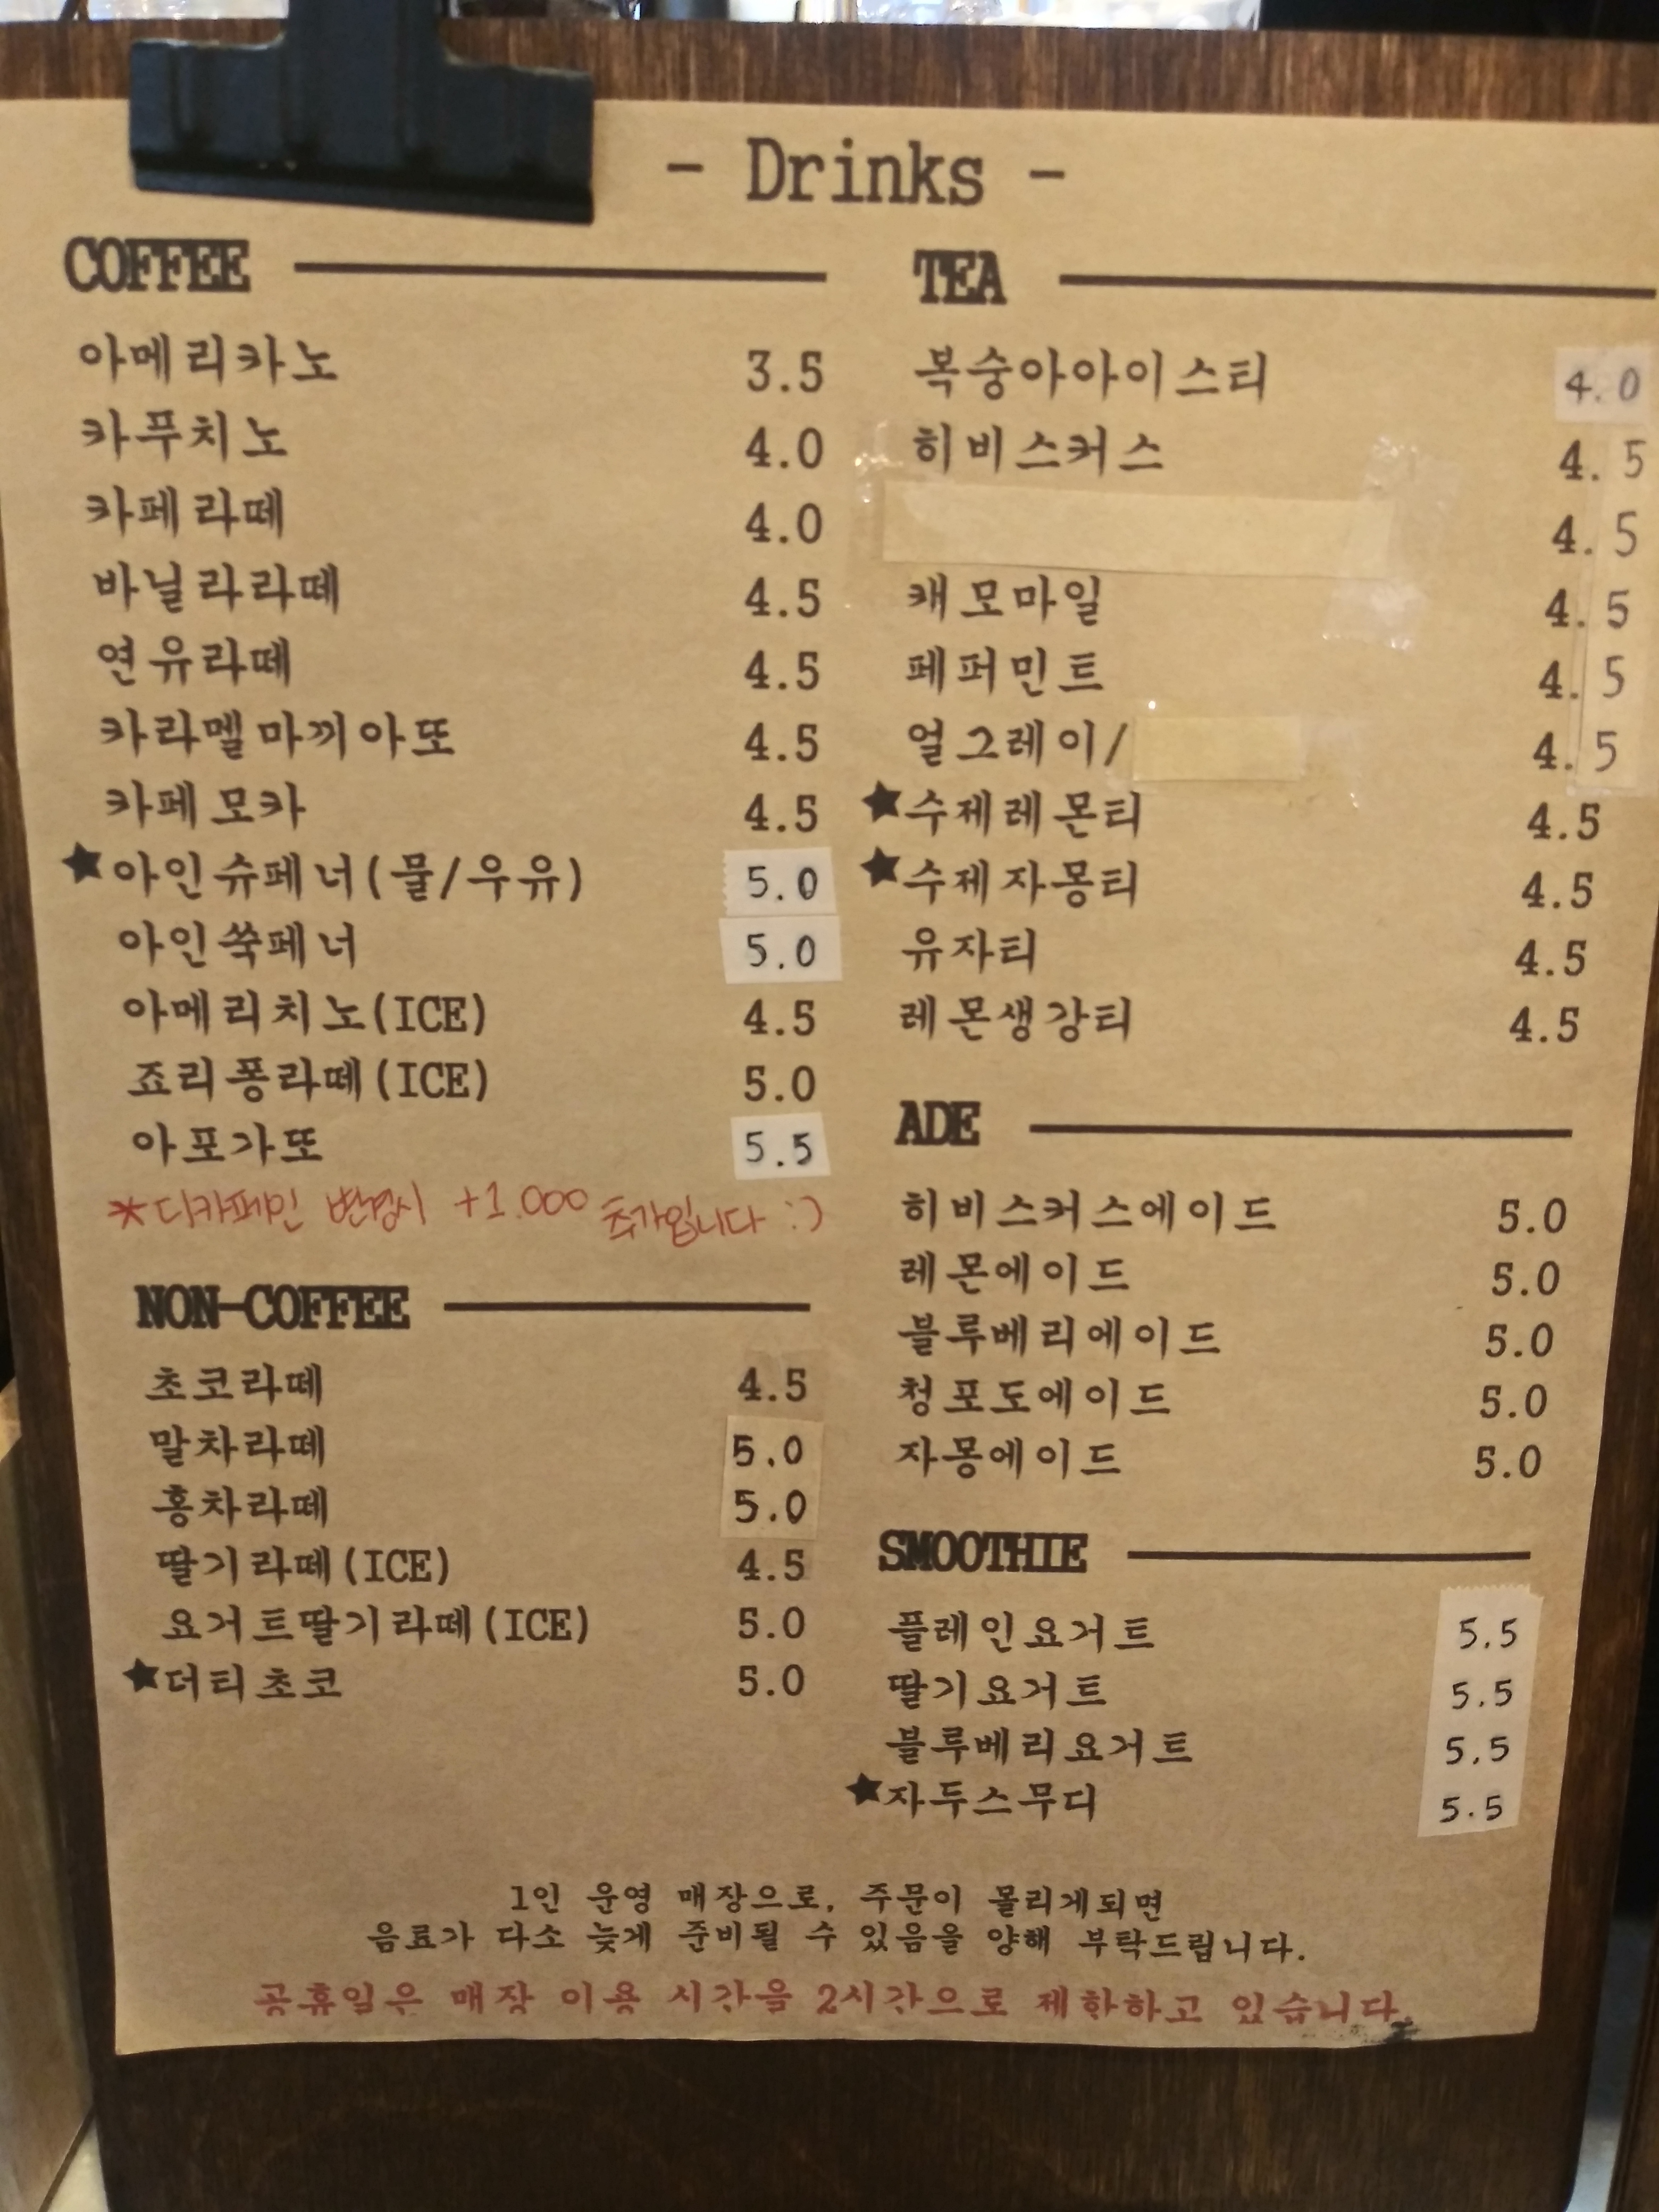 - Drinks -
COFFEE
아메리카노 3.5
카푸치노 4.0
카페라떼 4.0
바닐라라떼 4.5
연유라떼 4.5
카라멜마끼아또 4.5
카페모카 4.5
★아인슈페너(물/우유) 5.0
아인쑥페너 5.0
아메리치노(ICE) 4.5
죠리퐁라떼(ICE) 5.0
아포가또 5.5
*디카페인 변경시 +1.000 추가입니다 :)
NON-COFFEE
초코라떼 4.5
말차라떼 5.0
홍차라떼 5.0
딸기라떼(ICE) 4.5
요거트딸기라떼(ICE) 5.0
★더티초코 5.0
TEA
복숭아아이스티 4.0
히비스커스 4.5
4.5
캐모마일 4.5
페퍼민트 4.5
얼그레이/ 4.5
★수제레몬티 4.5
★수제자몽티 4.5
유자티 4.5
레몬생강티 4.5
ADE
히비스커스에이드 5.0
레몬에이드 5.0
블루베리에이드 5.0
청포도에이드 5.0
자몽에이드 5.0
SMOOTHIE
플레인요거트 5.5
딸기요거트 5.5
블루베리요거트 5.5
★자두스무디 5.5
1인 운영 매장으로, 주문이 몰리게되면
음료가 다소 늦게 준비될 수 있음을 양해 부탁드립니다.
공휴일은 매장 이용 시간을 2시간으로 제한하고 있습니다.